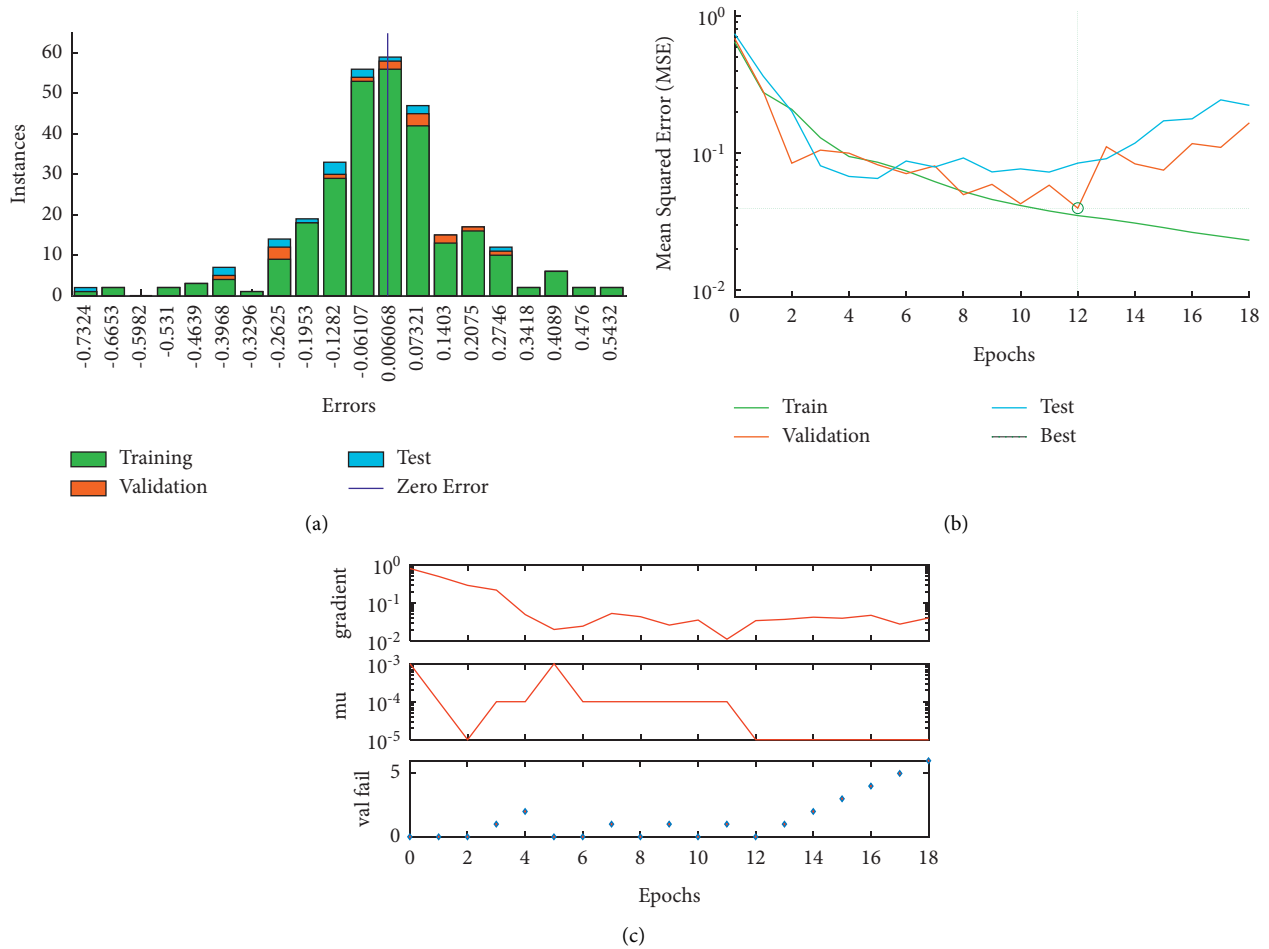 Instances
60
50
40
30
20
10
0
-0.7324
-0.6653
-0.5982
-0.531
-0.4639
-0.3968
-0.3296
-0.2625
-0.1953
-0.1282
-0.06107
0.006068
0.07321
0.1403
0.2075
0.2746
0.3418
0.4089
0.476
0.5432
Errors
Training
Validation
Test
Zero Error
(a)
Mean Squared Error (MSE)
10^0
10^-1
10^-2
0 2 4 6 8 10 12 14 16 18
Epochs
Train
Validation
Test
Best
(b)
gradient
10^0
10^-1
10^-2
mu
10^-3
10^-4
10^-5
val fail
5
0
0 2 4 6 8 10 12 14 16 18
Epochs
(c)